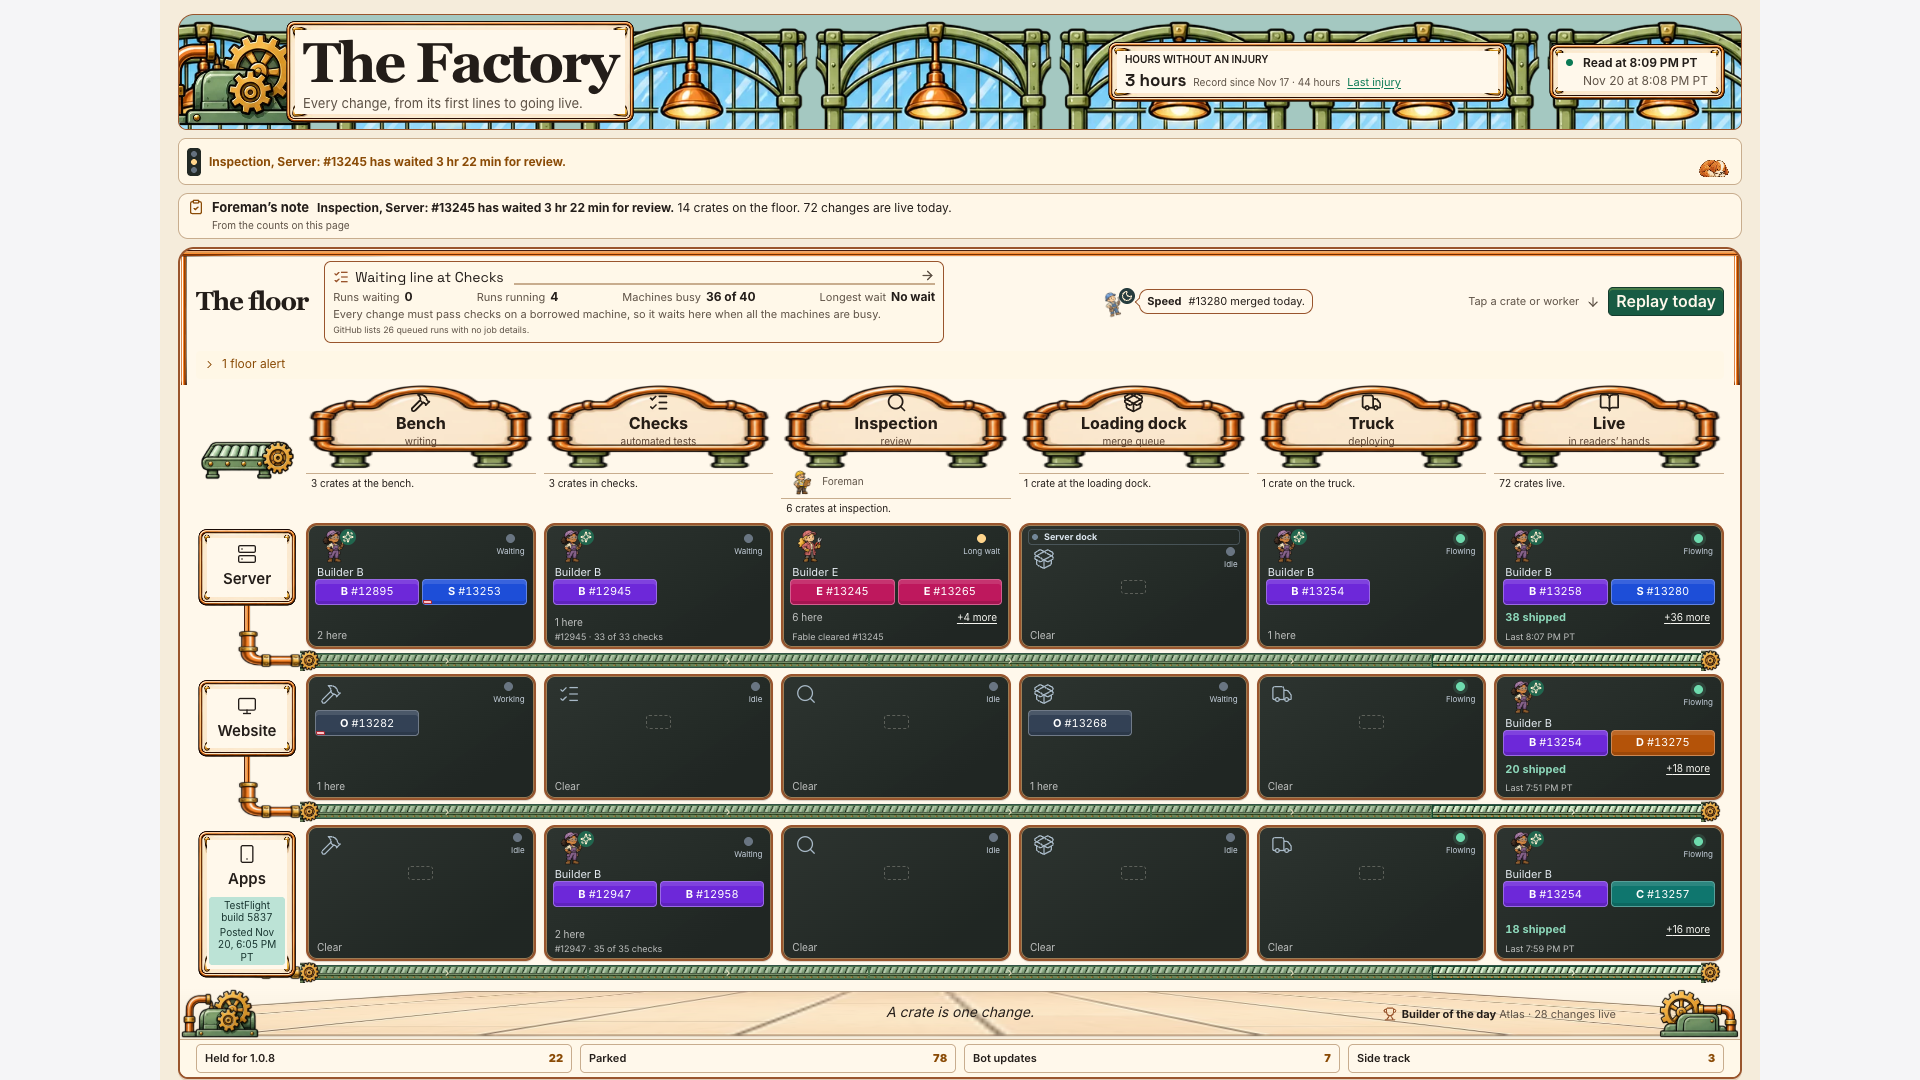 The Factory
Every change, from its first lines to going live.
HOURS WITHOUT AN INJURY
3 hours Record since Nov 17 · 44 hours Last injury
Read at 8:09 PM PT
Nov 20 at 8:08 PM PT
Inspection, Server: #13245 has waited 3 hr 22 min for review.
Foreman's note Inspection, Server: #13245 has waited 3 hr 22 min for review. 14 crates on the floor. 72 changes are live today.
From the counts on this page
The floor
Waiting line at Checks
Runs waiting 0 Runs running 4 Machines busy 36 of 40 Longest wait No wait
Every change must pass checks on a borrowed machine, so it waits here when all the machines are busy.
GitHub lists 26 queued runs with no job details.
Speed #13280 merged today.
Tap a crate or worker
Replay today
1 floor alert
Bench
writing
3 crates at the bench.
Checks
automated tests
3 crates in checks.
Inspection
review
Foreman
6 crates at inspection.
Loading dock
merge queue
1 crate at the loading dock.
Truck
deploying
1 crate on the truck.
Live
in readers' hands
72 crates live.
Server
Waiting
Builder B
B #12895
S #13253
2 here
Waiting
Builder B
B #12945
1 here
#12945 · 33 of 33 checks
Long wait
Builder E
E #13245
E #13265
6 here
+4 more
Fable cleared #13245
Server dock
Idle
Clear
Flowing
Builder B
B #13254
1 here
Flowing
Builder B
B #13258
S #13280
38 shipped
+36 more
Last 8:07 PM PT
Website
Working
O #13282
1 here
Idle
Clear
Idle
Clear
Waiting
O #13268
1 here
Flowing
Clear
Flowing
Builder B
B #13254
D #13275
20 shipped
+18 more
Last 7:51 PM PT
Apps
TestFlight
build 5837
Posted Nov
20, 6:05 PM
PT
Idle
Clear
Waiting
Builder B
B #12947
B #12958
2 here
#12947 · 35 of 35 checks
Idle
Clear
Idle
Clear
Flowing
Clear
Flowing
Builder B
B #13254
C #13257
18 shipped
+16 more
Last 7:59 PM PT
A crate is one change.
Builder of the day Atlas · 28 changes live
Held for 1.0.8 22
Parked 78
Bot updates 7
Side track 3